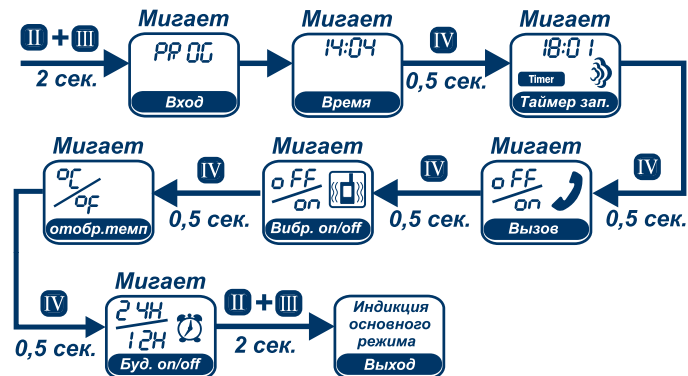 Мигает
Мигает
Мигает
II + III
2 сек.
PROG
Вход
14:04
Время
IV
0,5 сек.
18:01
Timer
Таймер зап.
Мигает
Мигает
Мигает
°C
°F
отобр.темп
IV
0,5 сек.
oFF
on
Вибр. on/off
IV
0,5 сек.
oFF
on
Вызов
IV
0,5 сек.
Мигает
IV
0,5 сек.
24H
12H
Буд. on/off
II + III
2 сек.
Индикция
основного
режима
Выход